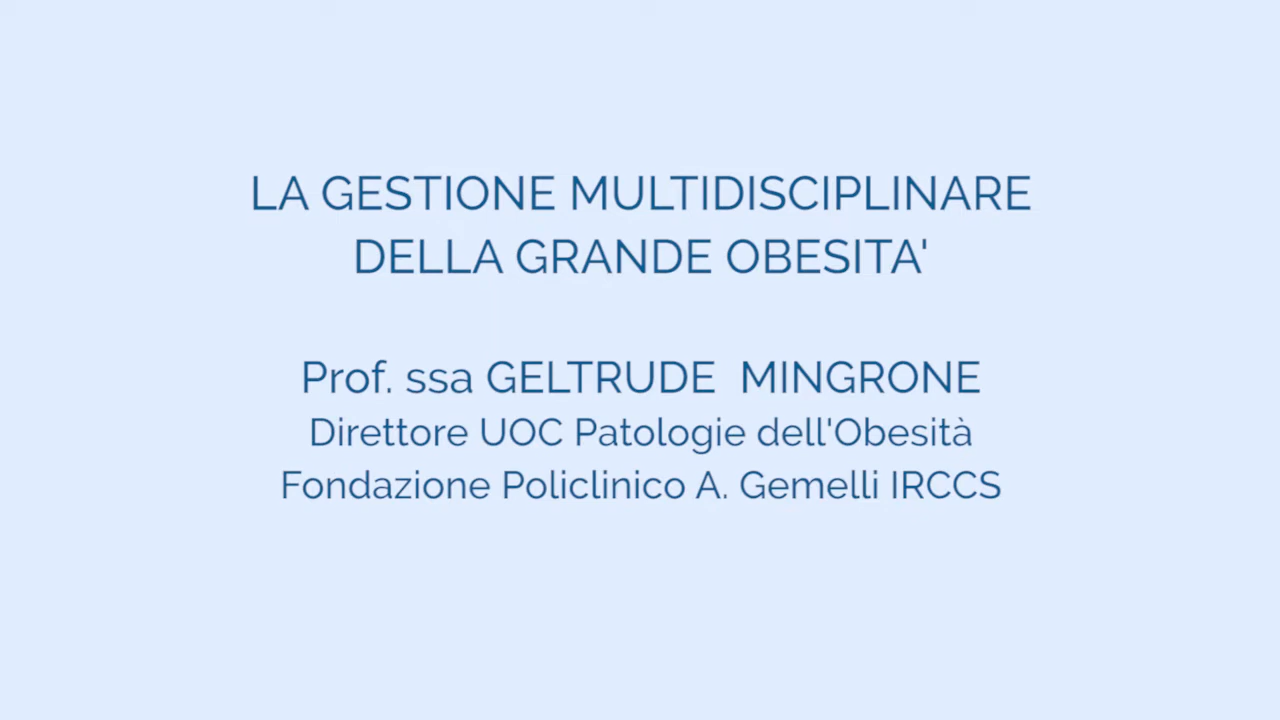 LA GESTIONE MULTIDISCIPLINARE
DELLA GRANDE OBESITA'
Prof. ssa GELTRUDE  MINGRONE
Direttore UOC Patologie dell'Obesità
Fondazione Policlinico A. Gemelli IRCCS